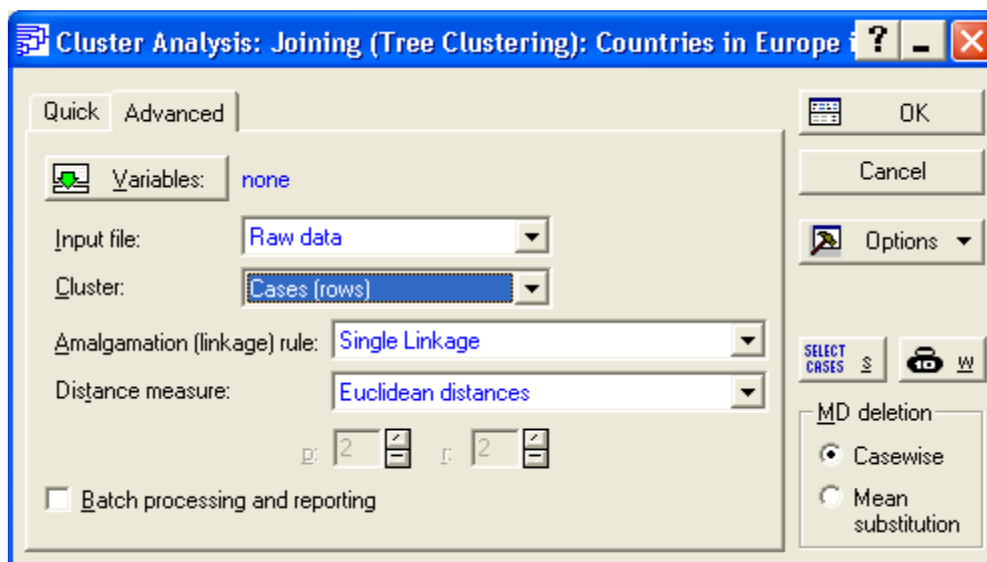 Cluster Analysis: Joining (Tree Clustering): Countries in Europe i
?
Quick Advanced
OK
Variables: none
Cancel
Input file: Raw data
Options
Cluster: Cases (rows)
Amalgamation (linkage) rule: Single Linkage
SELECT CASES S W
Distance measure: Euclidean distances
MD deletion
p: 2 r: 2
Casewise
Batch processing and reporting
Mean
substitution